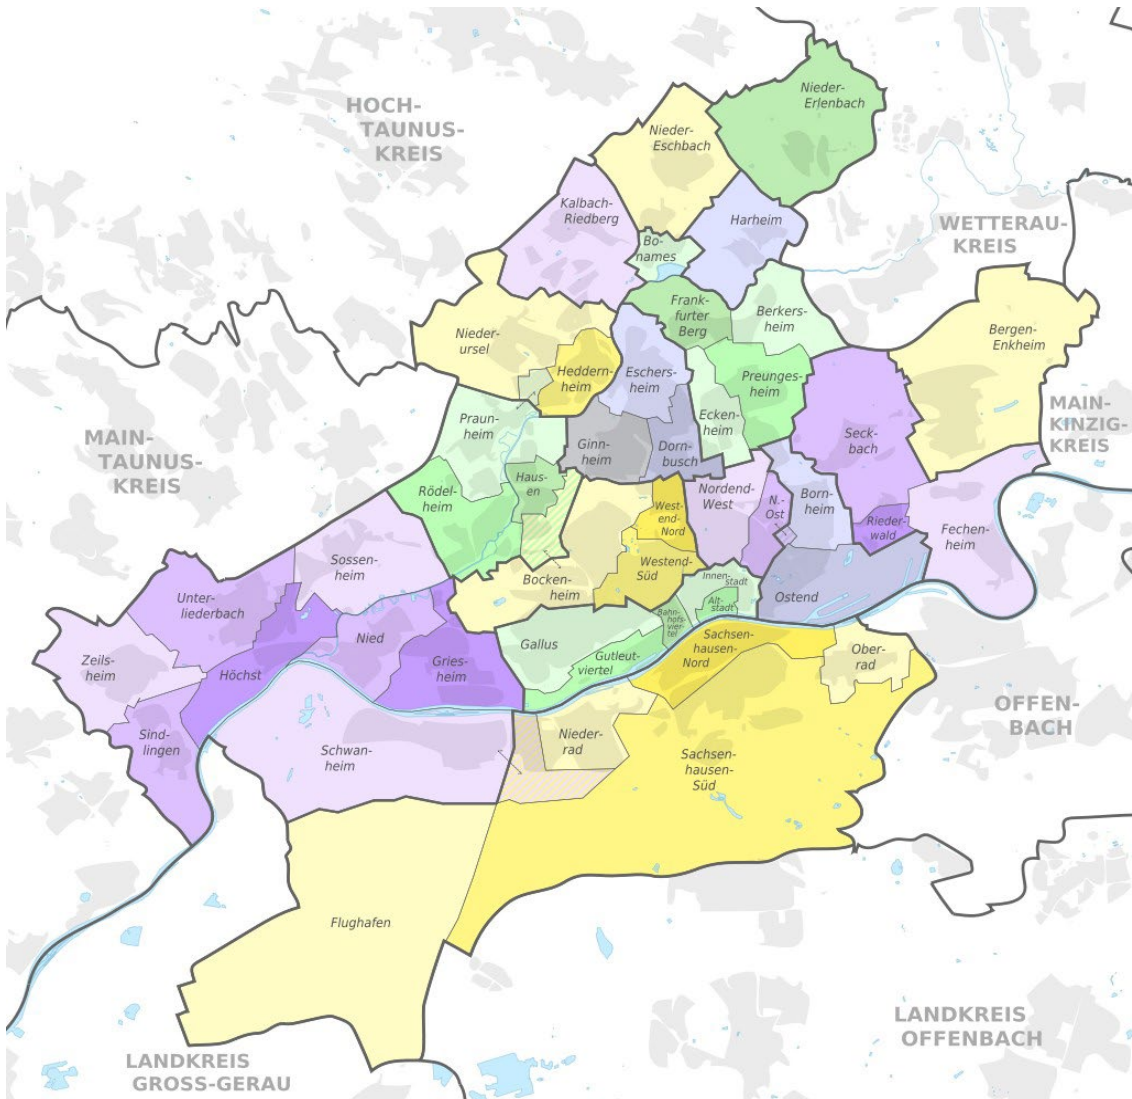 Nieder-
Erlenbach
HOCH-
TAUNUS-
KREIS
Nieder-
Eschbach
Kalbach-
Riedberg
Harheim
WETTERAU-
KREIS
Bo-
names
Frank-
furter
Berg
Berkers-
heim
Bergen-
Enkheim
Nieder-
ursel
Heddern-
heim
Eschers-
heim
Preunges-
heim
MAIN-
KINZIG-
KREIS
Praun-
heim
Ecken-
heim
Seck-
bach
MAIN-
TAUNUS-
KREIS
Ginn-
heim
Dorn-
busch
Rödel-
heim
Haus-
en
Nordend-
West
N.-
Ost
Born-
heim
West-
end-
Nord
Rieder-
wald
Fechen-
heim
Sossen-
heim
Westend-
Süd
Bocken-
heim
Innen-
stadt
Alt-
stadt
Ostend
Unter-
liederbach
Bahn-
hofs-
vier-
tel
Nied
Gallus
Sachsen-
hausen-
Nord
Zeils-
heim
Höchst
Gries-
heim
Gutleut-
viertel
Ober-
rad
Sind-
lingen
Schwan-
heim
Nieder-
rad
OFFEN-
BACH
Sachsen-
hausen-
Süd
Flughafen
LANDKREIS
OFFENBACH
LANDKREIS
GROSS-GERAU